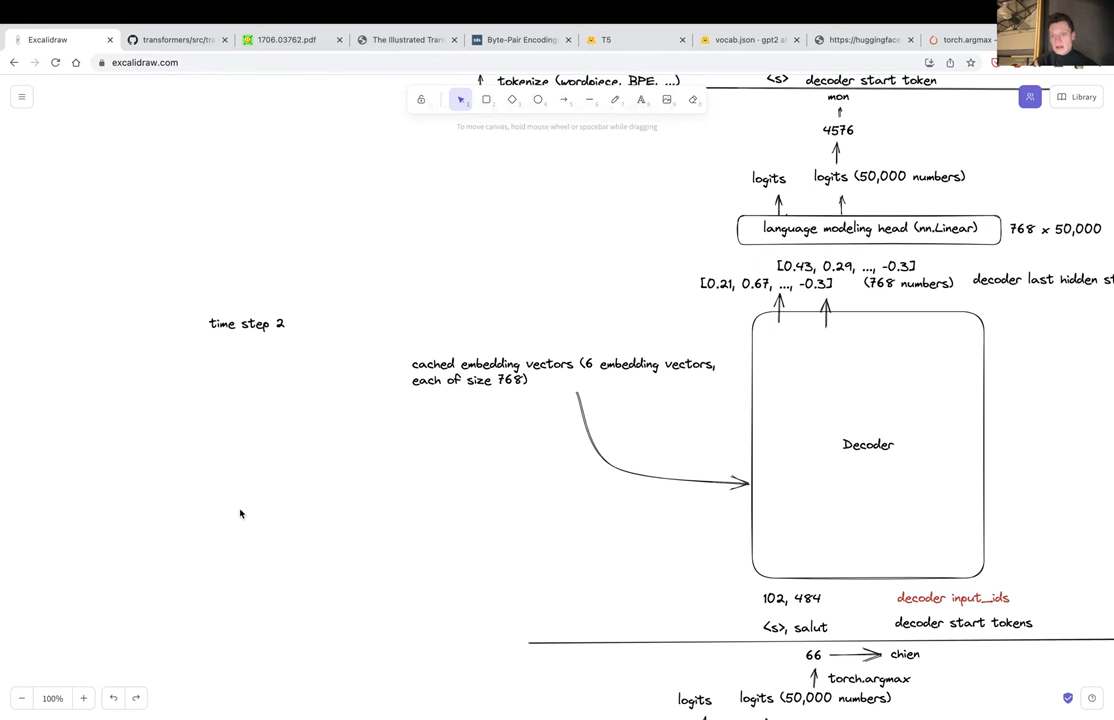 Excalidraw
transformers/src/tra
1706.03762.pdf
The Illustrated Tran
Byte-Pair Encoding
T5
vocab.json · gpt2 a
https://huggingface.
torch.argmax
excalidraw.com
tokenize (wordpiece, BPE, ...)
<s> decoder start token
Library
To move canvas, hold mouse wheel or spacebar while dragging
mon
4576
logits
logits (50,000 numbers)
language modeling head (nn.Linear)
768 x 50,000
[0.43, 0.29, ..., -0.3]
[0.21, 0.67, ..., -0.3]
(768 numbers)
decoder last hidden st
time step 2
cached embedding vectors (6 embedding vectors,
each of size 768)
Decoder
102, 484
decoder input_ids
<s>, salut
decoder start tokens
66
chien
torch.argmax
logits
logits (50,000 numbers)
100%